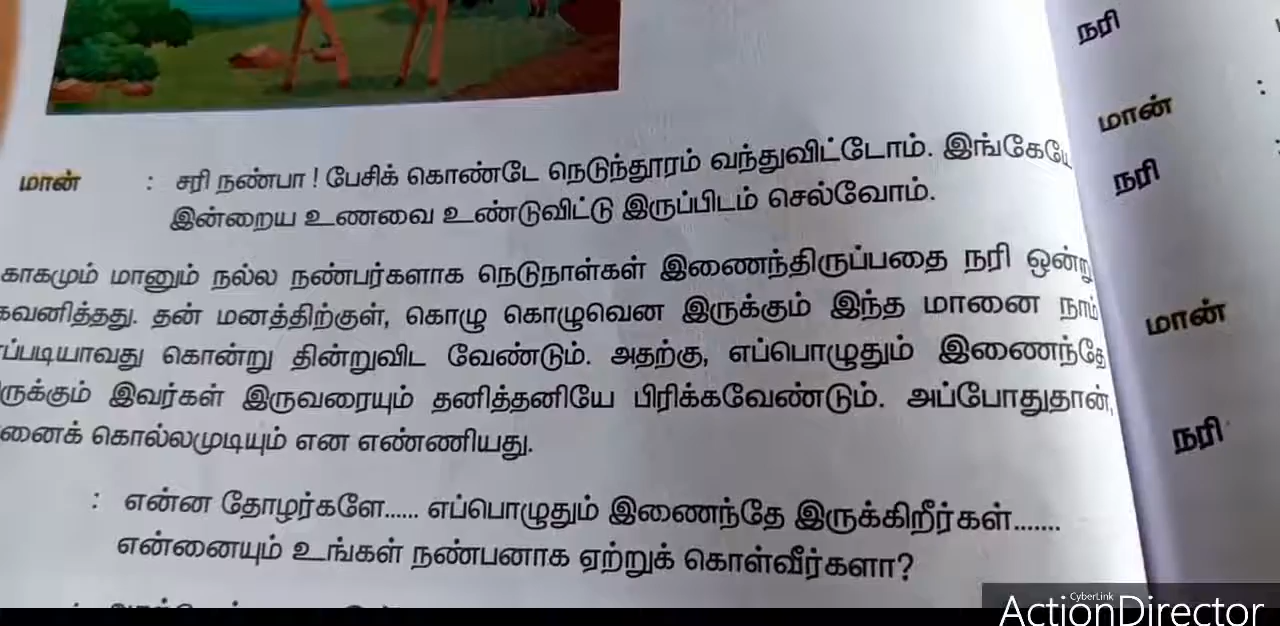 மான் : சரி நண்பா ! பேசிக் கொண்டே நெடுந்தூரம் வந்துவிட்டோம். இங்கேயே
இன்றைய உணவை உண்டுவிட்டு இருப்பிடம் செல்வோம்.
காகமும் மானும் நல்ல நண்பர்களாக நெடுநாள்கள் இணைந்திருப்பதை நரி ஒன்று
கவனித்தது. தன் மனத்திற்குள், கொழு கொழுவென இருக்கும் இந்த மானை நாம்
ப்படியாவது கொன்று தின்றுவிட வேண்டும். அதற்கு, எப்பொழுதும் இணைந்தே
ருக்கும் இவர்கள் இருவரையும் தனித்தனியே பிரிக்கவேண்டும். அப்போதுதான்,
னைக் கொல்லமுடியும் என எண்ணியது.
: என்ன தோழர்களே...... எப்பொழுதும் இணைந்தே இருக்கிறீர்கள்.......
என்னையும் உங்கள் நண்பனாக ஏற்றுக் கொள்வீர்களா?
நரி
மான் :
நரி
மான்
நரி
CyberLink
ActionDirector